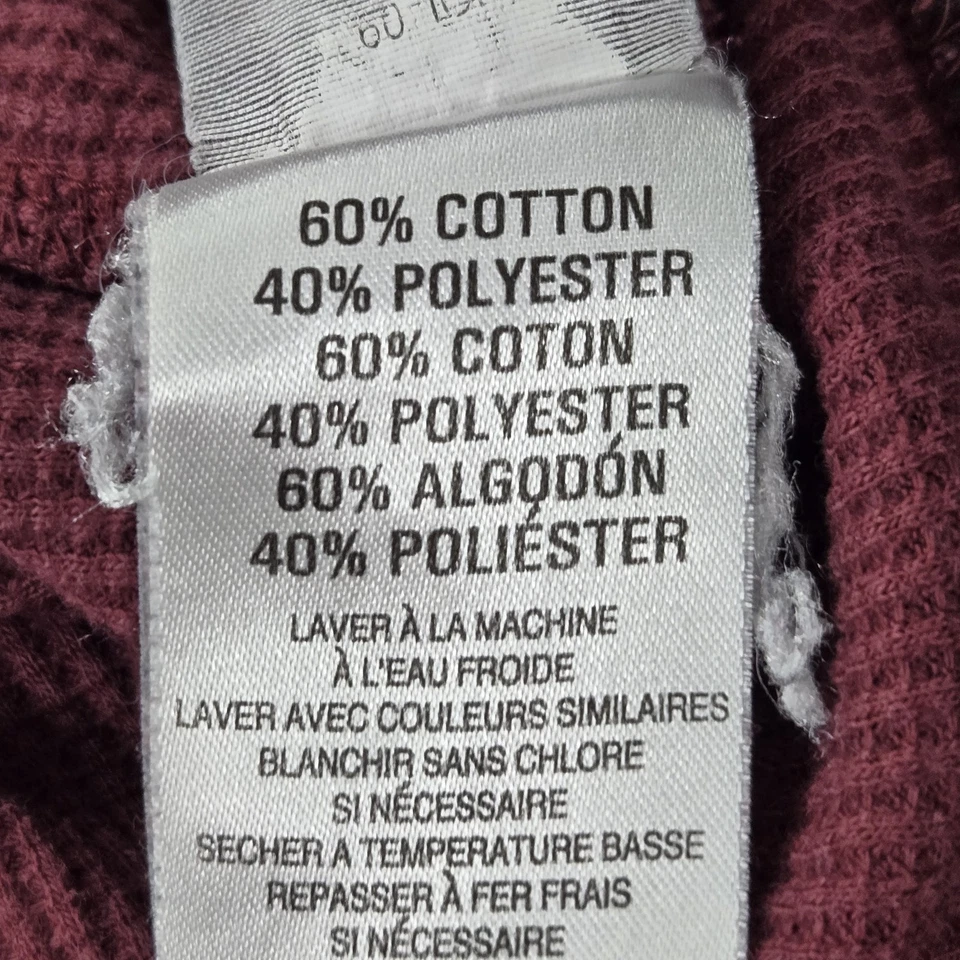 60% COTTON
40% POLYESTER
60% COTON
40% POLYESTER
60% ALGODÓN
40% POLIÉSTER
LAVER À LA MACHINE
À L'EAU FROIDE
LAVER AVEC COULEURS SIMILAIRES
BLANCHIR SANS CHLORE
SI NÉCESSAIRE
SECHER A TEMPERATURE BASSE
REPASSER À FER FRAIS
SI NÉCESSAIRE